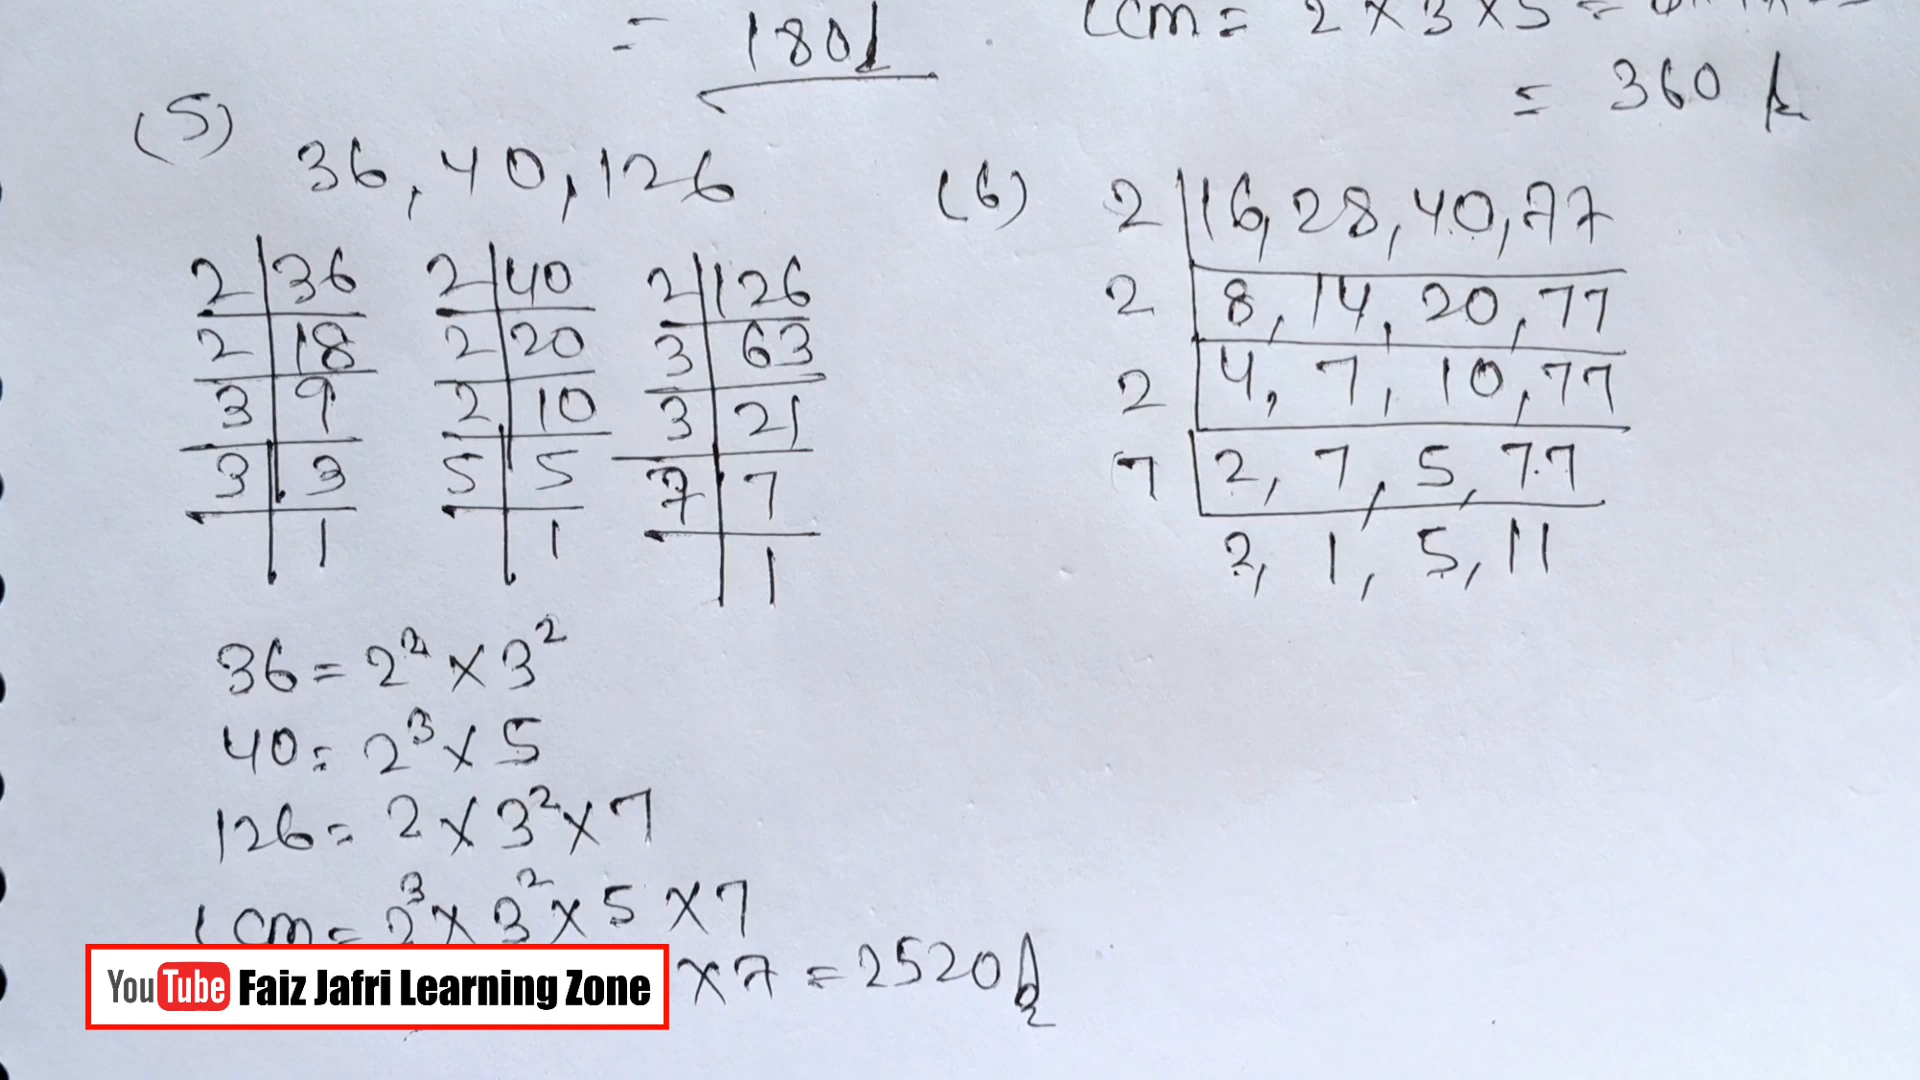 = 180
LCM = 2 × 3 × 5 =
= 360
(5)
36, 40, 126
2 | 36
2 | 18
3 | 9
3 | 3
1
2 | 40
2 | 20
2 | 10
5 | 5
1
2 | 126
3 | 63
3 | 21
7 | 7
1
36 = 2² × 3²
40 = 2³ × 5
126 = 2 × 3² × 7
LCM = 2³ × 3² × 5 × 7
× 7 = 2520
(6)
2 | 16, 28, 40, 77
2 | 8, 14, 20, 77
2 | 4, 7, 10, 77
7 | 2, 7, 5, 77
2, 1, 5, 11
YouTube Faiz Jafri Learning Zone